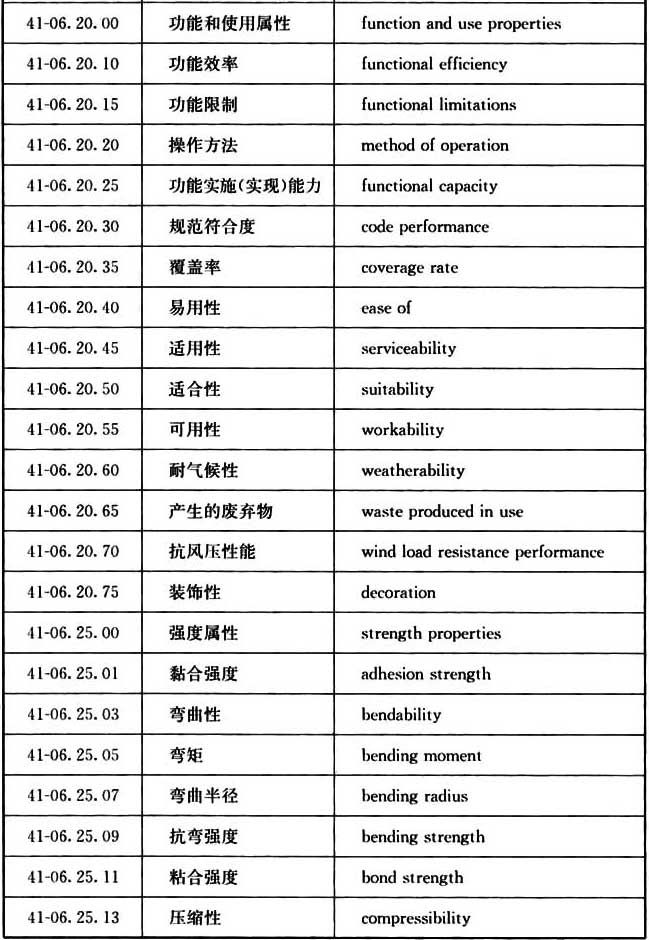 41-06.20.00 功能和使用属性 function and use properties
41-06.20.10 功能效率 functional efficiency
41-06.20.15 功能限制 functional limitations
41-06.20.20 操作方法 method of operation
41-06.20.25 功能实施(实现)能力 functional capacity
41-06.20.30 规范符合度 code performance
41-06.20.35 覆盖率 coverage rate
41-06.20.40 易用性 ease of
41-06.20.45 适用性 serviceability
41-06.20.50 适合性 suitability
41-06.20.55 可用性 workability
41-06.20.60 耐气候性 weatherability
41-06.20.65 产生的废弃物 waste produced in use
41-06.20.70 抗风压性能 wind load resistance performance
41-06.20.75 装饰性 decoration
41-06.25.00 强度属性 strength properties
41-06.25.01 黏合强度 adhesion strength
41-06.25.03 弯曲性 bendability
41-06.25.05 弯矩 bending moment
41-06.25.07 弯曲半径 bending radius
41-06.25.09 抗弯强度 bending strength
41-06.25.11 粘合强度 bond strength
41-06.25.13 压缩性 compressibility